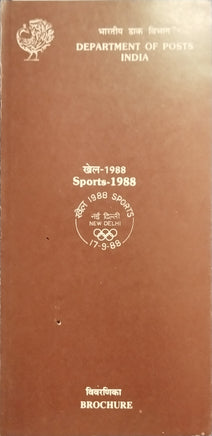 भारतीय डाक विभाग
DEPARTMENT OF POSTS
INDIA
खेल-1988
Sports-1988
खेल 1988 SPORTS
नई दिल्ली
NEW DELHI
17-9-88
विवरणिका
BROCHURE